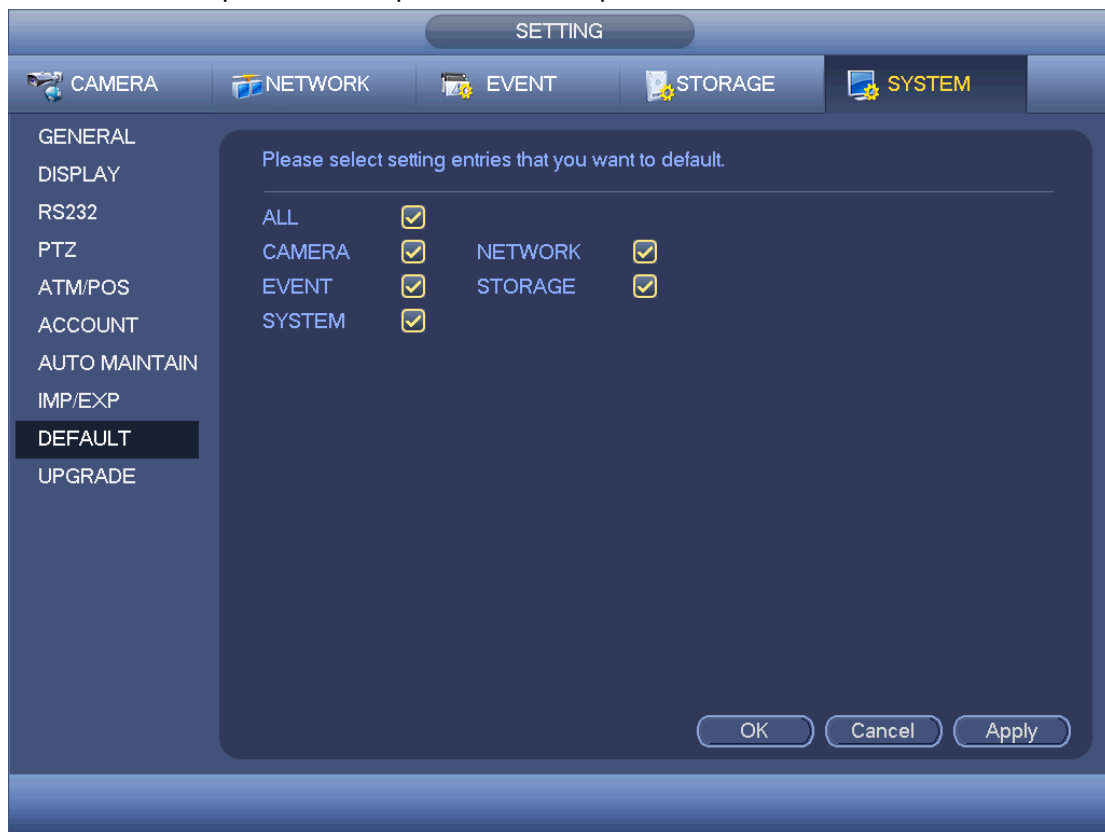 SETTING
CAMERA NETWORK EVENT STORAGE SYSTEM
GENERAL
DISPLAY
RS232
PTZ
ATM/POS
ACCOUNT
AUTO MAINTAIN
IMP/EXP
DEFAULT
UPGRADE
Please select setting entries that you want to default.
ALL
CAMERA NETWORK
EVENT STORAGE
SYSTEM
OK Cancel Apply